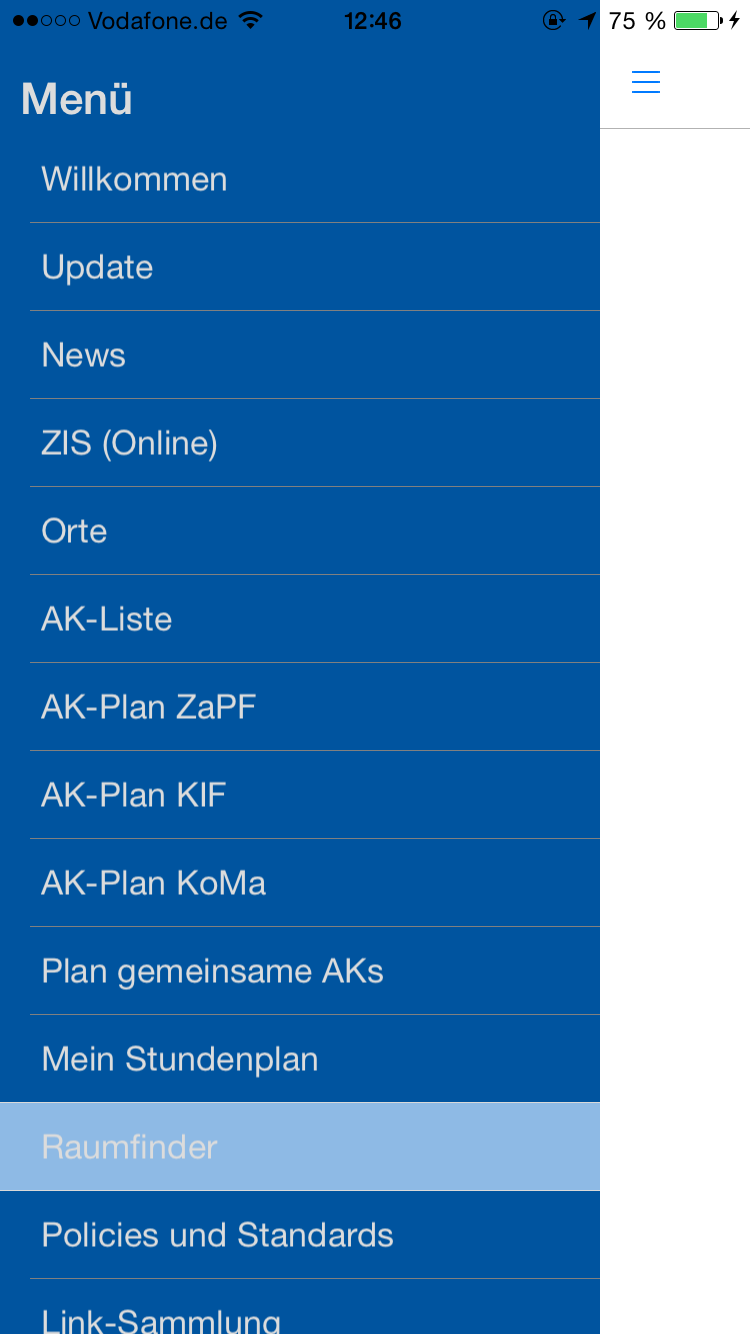 Vodafone.de 12:46 75 %
Menü
Willkommen
Update
News
ZIS (Online)
Orte
AK-Liste
AK-Plan ZaPF
AK-Plan KIF
AK-Plan KoMa
Plan gemeinsame AKs
Mein Stundenplan
Raumfinder
Policies und Standards
Link-Sammlung